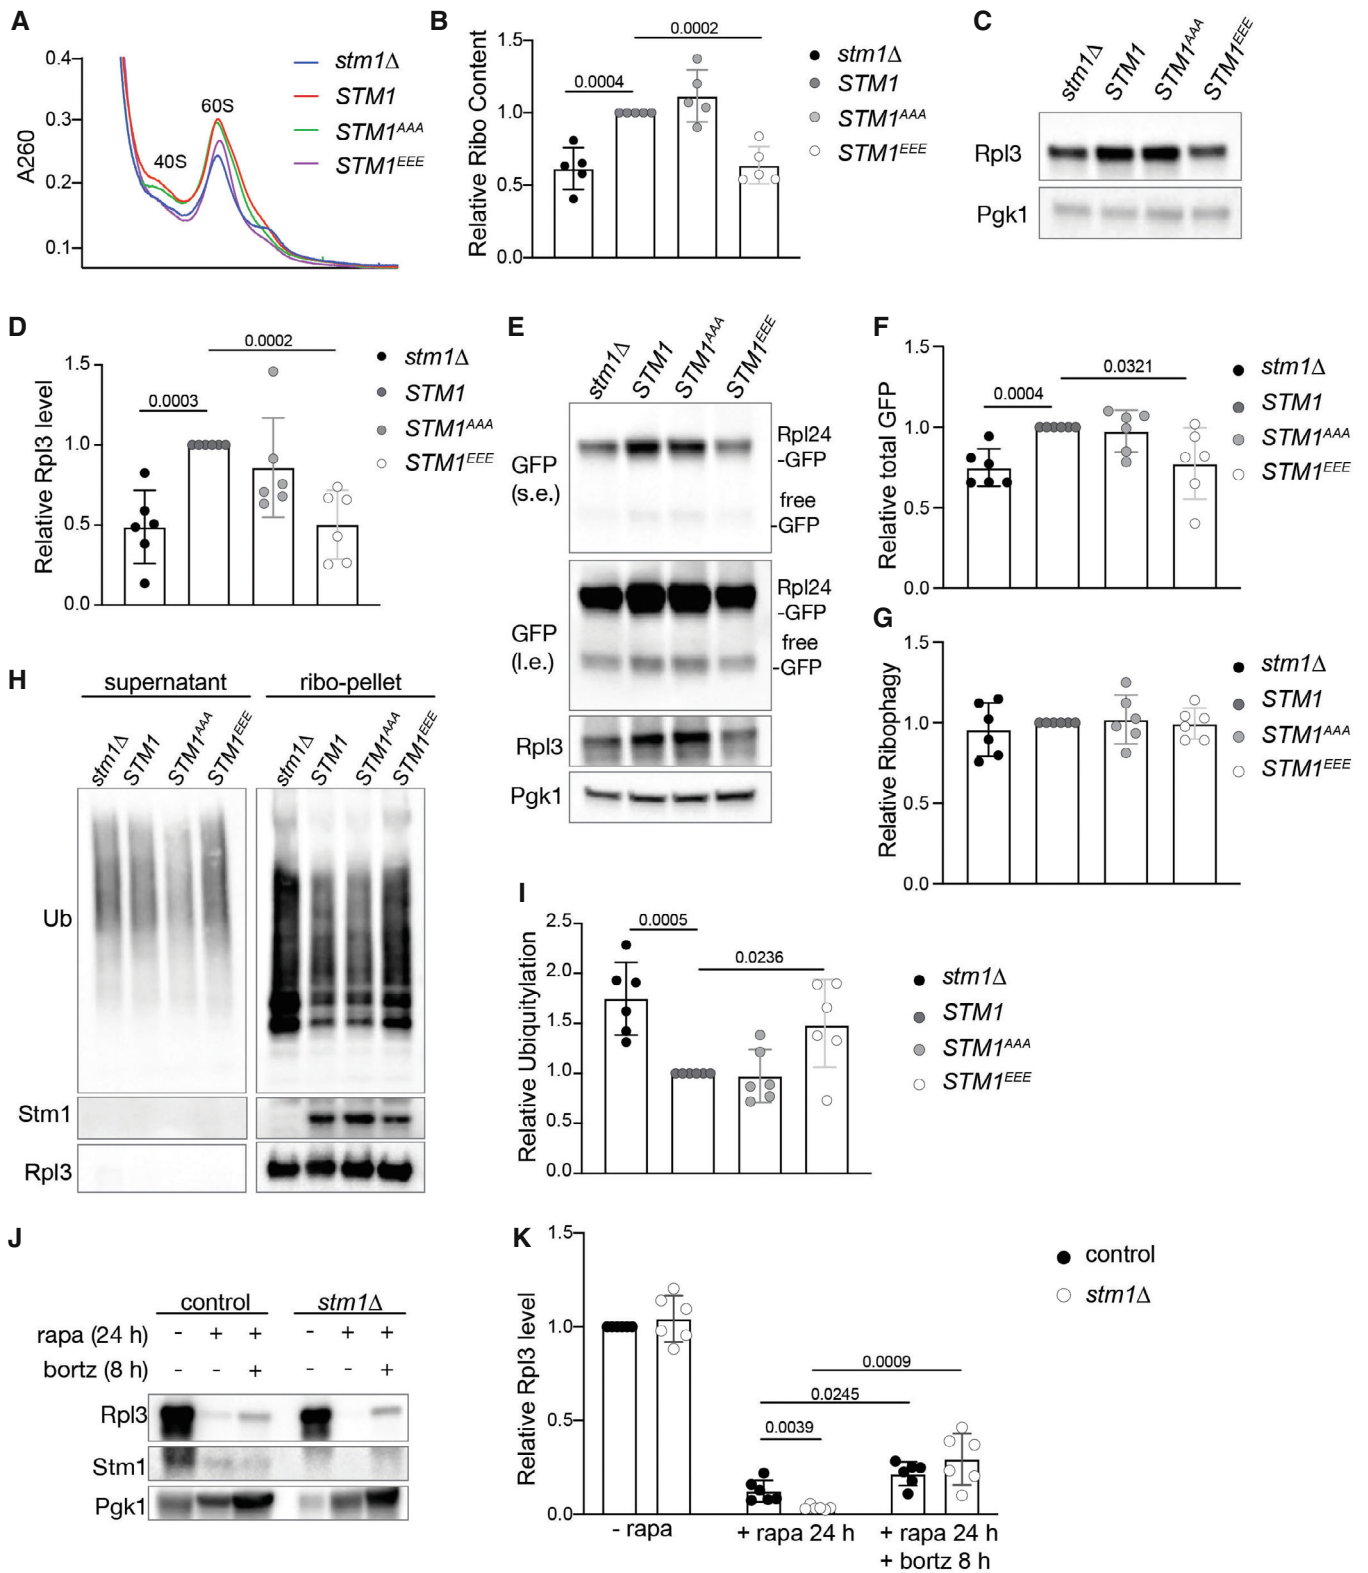 A
0.4
0.3
0.2
0.1
A260
40S
60S
stm1Δ
STM1
STM1AAA
STM1EEE
B
1.5
1.0
0.5
0.0
Relative Ribo Content
0.0004
0.0002
stm1Δ
STM1
STM1AAA
STM1EEE
C
stm1Δ
STM1
STM1AAA
STM1EEE
Rpl3
Pgk1
D
1.5
1.0
0.5
0.0
Relative Rpl3 level
0.0003
0.0002
stm1Δ
STM1
STM1AAA
STM1EEE
E
stm1Δ
STM1
STM1AAA
STM1EEE
GFP
(s.e.)
Rpl24
-GFP
free
-GFP
GFP
(l.e.)
Rpl24
-GFP
free
-GFP
Rpl3
Pgk1
F
1.5
1.0
0.5
0.0
Relative total GFP
0.0004
0.0321
stm1Δ
STM1
STM1AAA
STM1EEE
G
1.5
1.0
0.5
0.0
Relative Ribophagy
stm1Δ
STM1
STM1AAA
STM1EEE
H
supernatant
ribo-pellet
stm1Δ
STM1
STM1AAA
STM1EEE
stm1Δ
STM1
STM1AAA
STM1EEE
Ub
Stm1
Rpl3
I
2.5
2.0
1.5
1.0
0.5
0.0
Relative Ubiquitylation
0.0005
0.0236
stm1Δ
STM1
STM1AAA
STM1EEE
J
control stm1Δ
rapa (24 h) - + + - + +
bortz (8 h) - - + - - +
Rpl3
Stm1
Pgk1
K
1.5
1.0
0.5
0.0
Relative Rpl3 level
0.0009
0.0245
0.0039
control
stm1Δ
- rapa
+ rapa 24 h
+ rapa 24 h
+ bortz 8 h